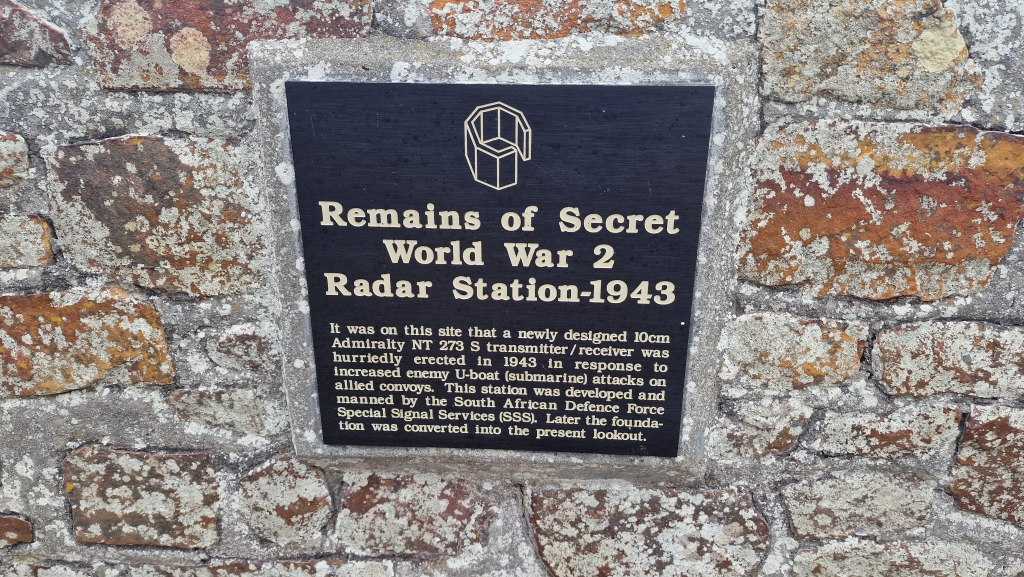 Remains of Secret
World War 2
Radar Station-1943
It was on this site that a newly designed 10cm
Admiralty NT 273 S transmitter/receiver was
hurriedly erected in 1943 in response to
increased enemy U-boat (submarine) attacks on
allied convoys. This station was developed and
manned by the South African Defence Force
Special Signal Services (SSS). Later the founda-
tion was converted into the present lookout.